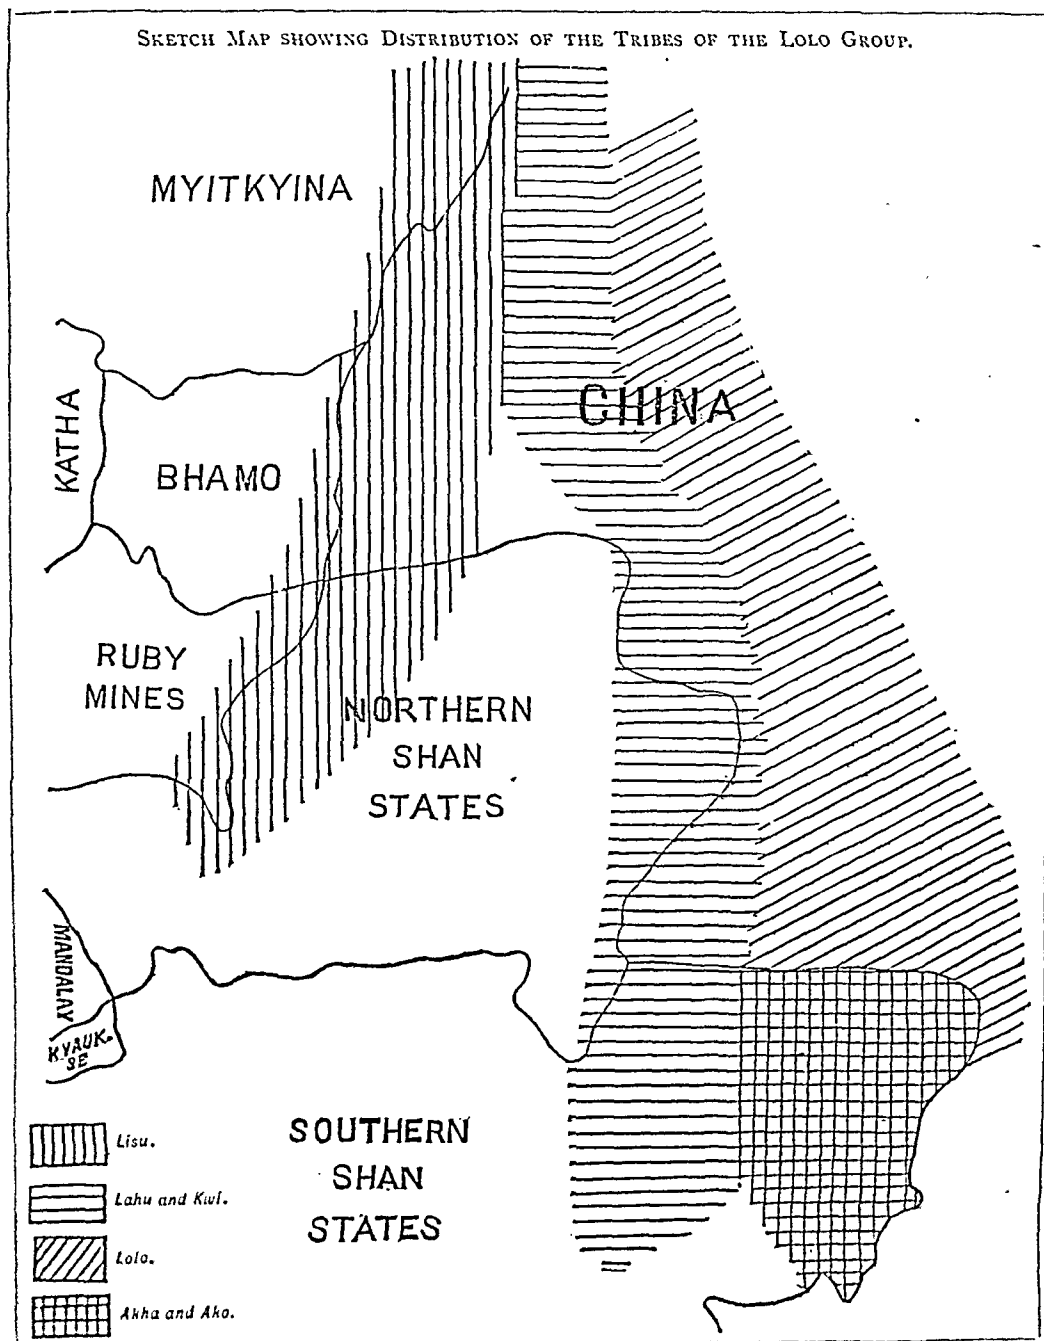 SKETCH MAP SHOWING DISTRIBUTION OF THE TRIBES OF THE LOLO GROUP.
MYITKYINA
KATHA
BHAMO
CHINA
RUBY
MINES
NORTHERN
SHAN
STATES
MANDALAY
KYAUK-
SE
SOUTHERN
SHAN
STATES
Lisu.
Lahu and Kwi.
Lolo.
Akha and Ako.